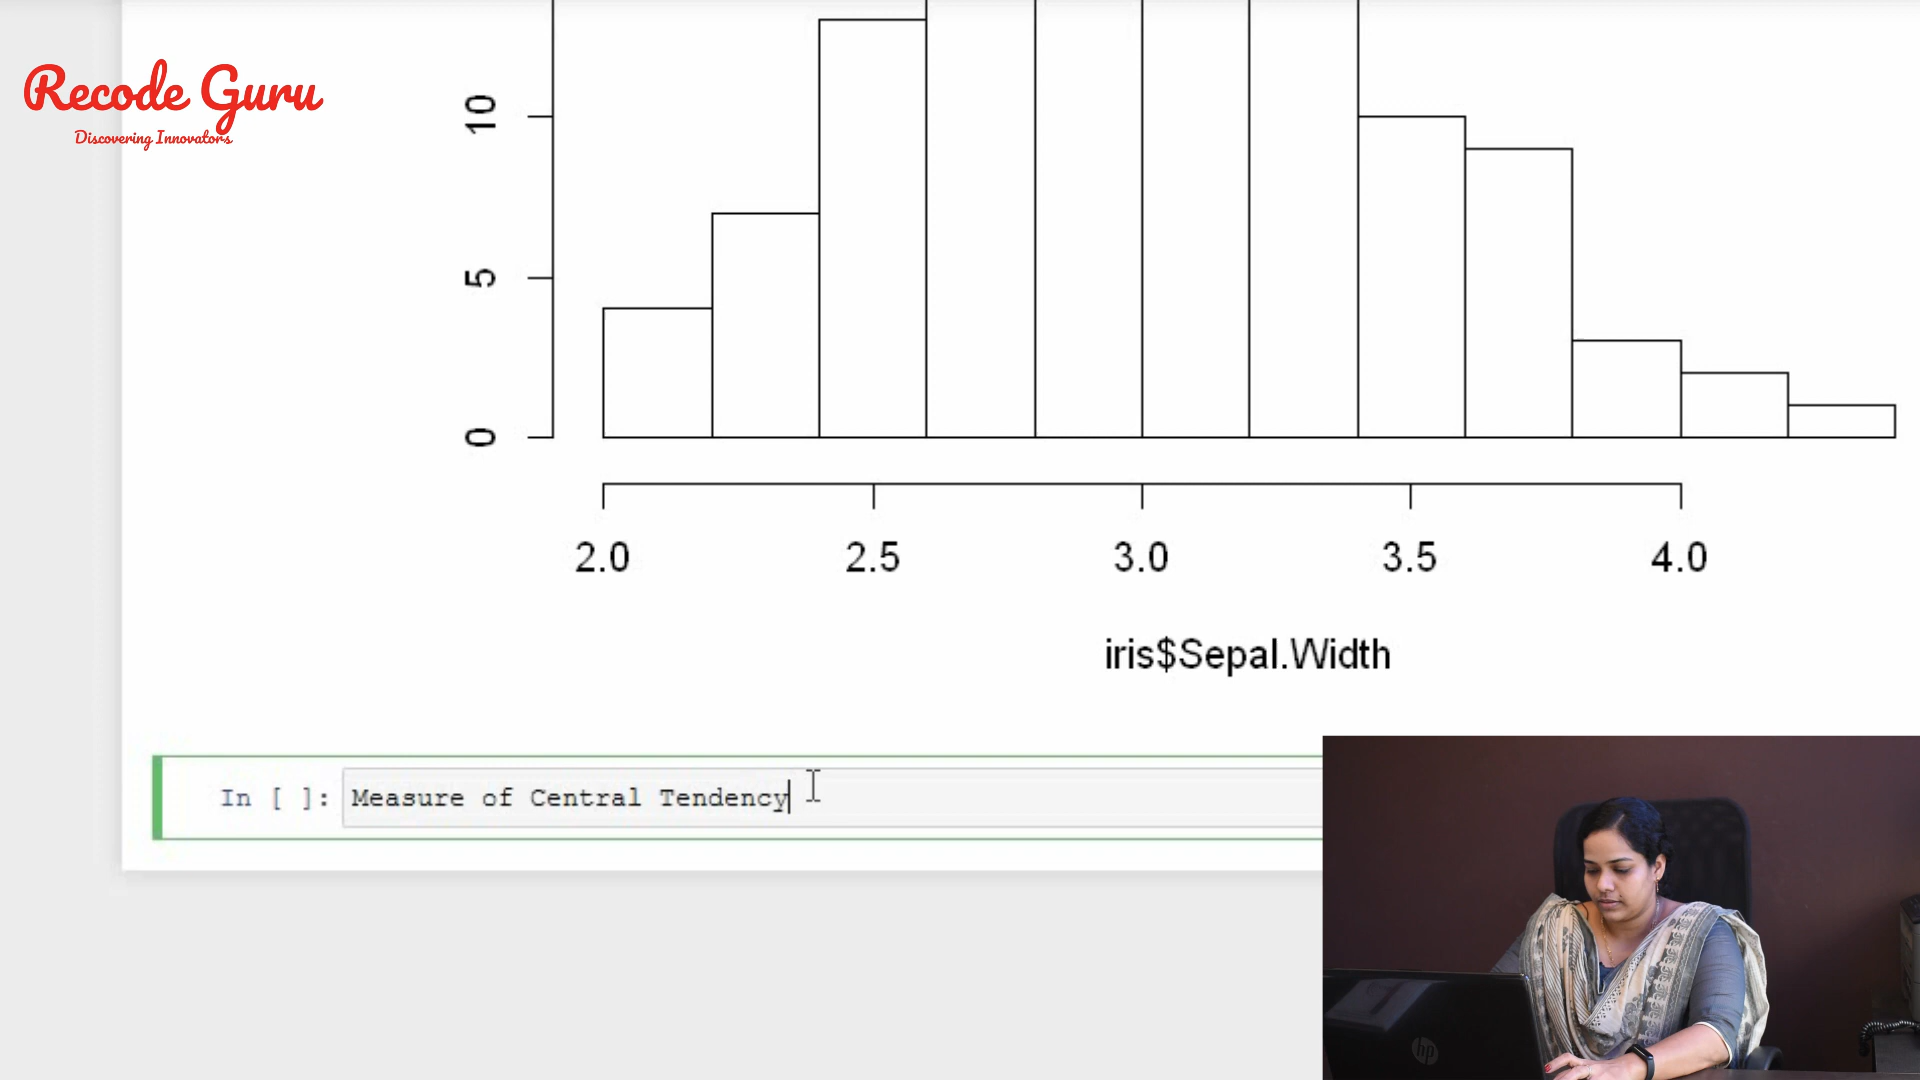 Recode Guru
Discovering Innovators
10
5
0
2.0 2.5 3.0 3.5 4.0
iris$Sepal.Width
In [ ]: Measure of Central Tendency
hp